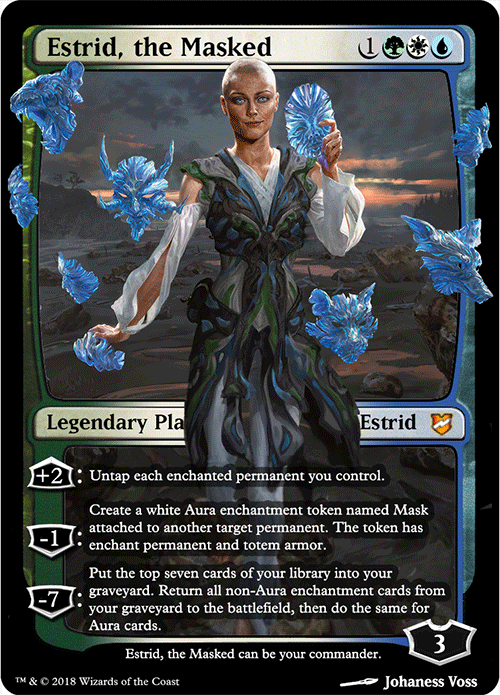 Estrid, the Masked 1
Legendary Pla Estrid
+2: Untap each enchanted permanent you control.
Create a white Aura enchantment token named Mask
-1: attached to another target permanent. The token has
enchant permanent and totem armor.
Put the top seven cards of your library into your
graveyard. Return all non-Aura enchantment cards from
-7: your graveyard to the battlefield, then do the same for
Aura cards.
3
Estrid, the Masked can be your commander.
™ & © 2018 Wizards of the Coast Johaness Voss